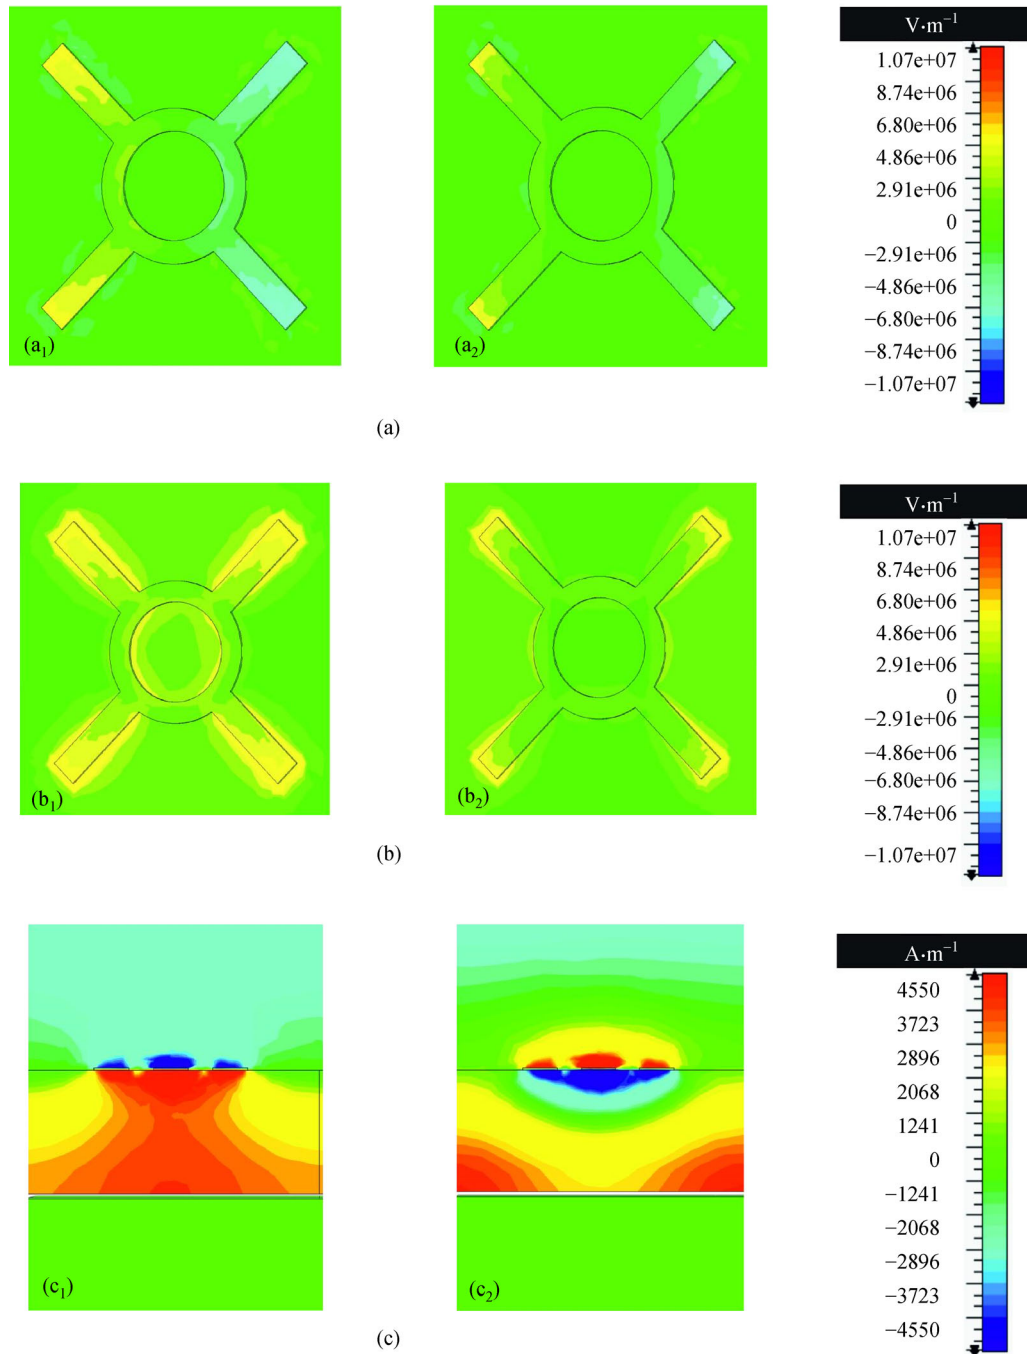 V·m⁻¹
1.07e+07
8.74e+06
6.80e+06
4.86e+06
2.91e+06
0
−2.91e+06
−4.86e+06
−6.80e+06
−8.74e+06
−1.07e+07
(a₁)
(a₂)
(a)
V·m⁻¹
1.07e+07
8.74e+06
6.80e+06
4.86e+06
2.91e+06
0
−2.91e+06
−4.86e+06
−6.80e+06
−8.74e+06
−1.07e+07
(b₁)
(b₂)
(b)
A·m⁻¹
4550
3723
2896
2068
1241
0
−1241
−2068
−2896
−3723
−4550
(c₁)
(c₂)
(c)